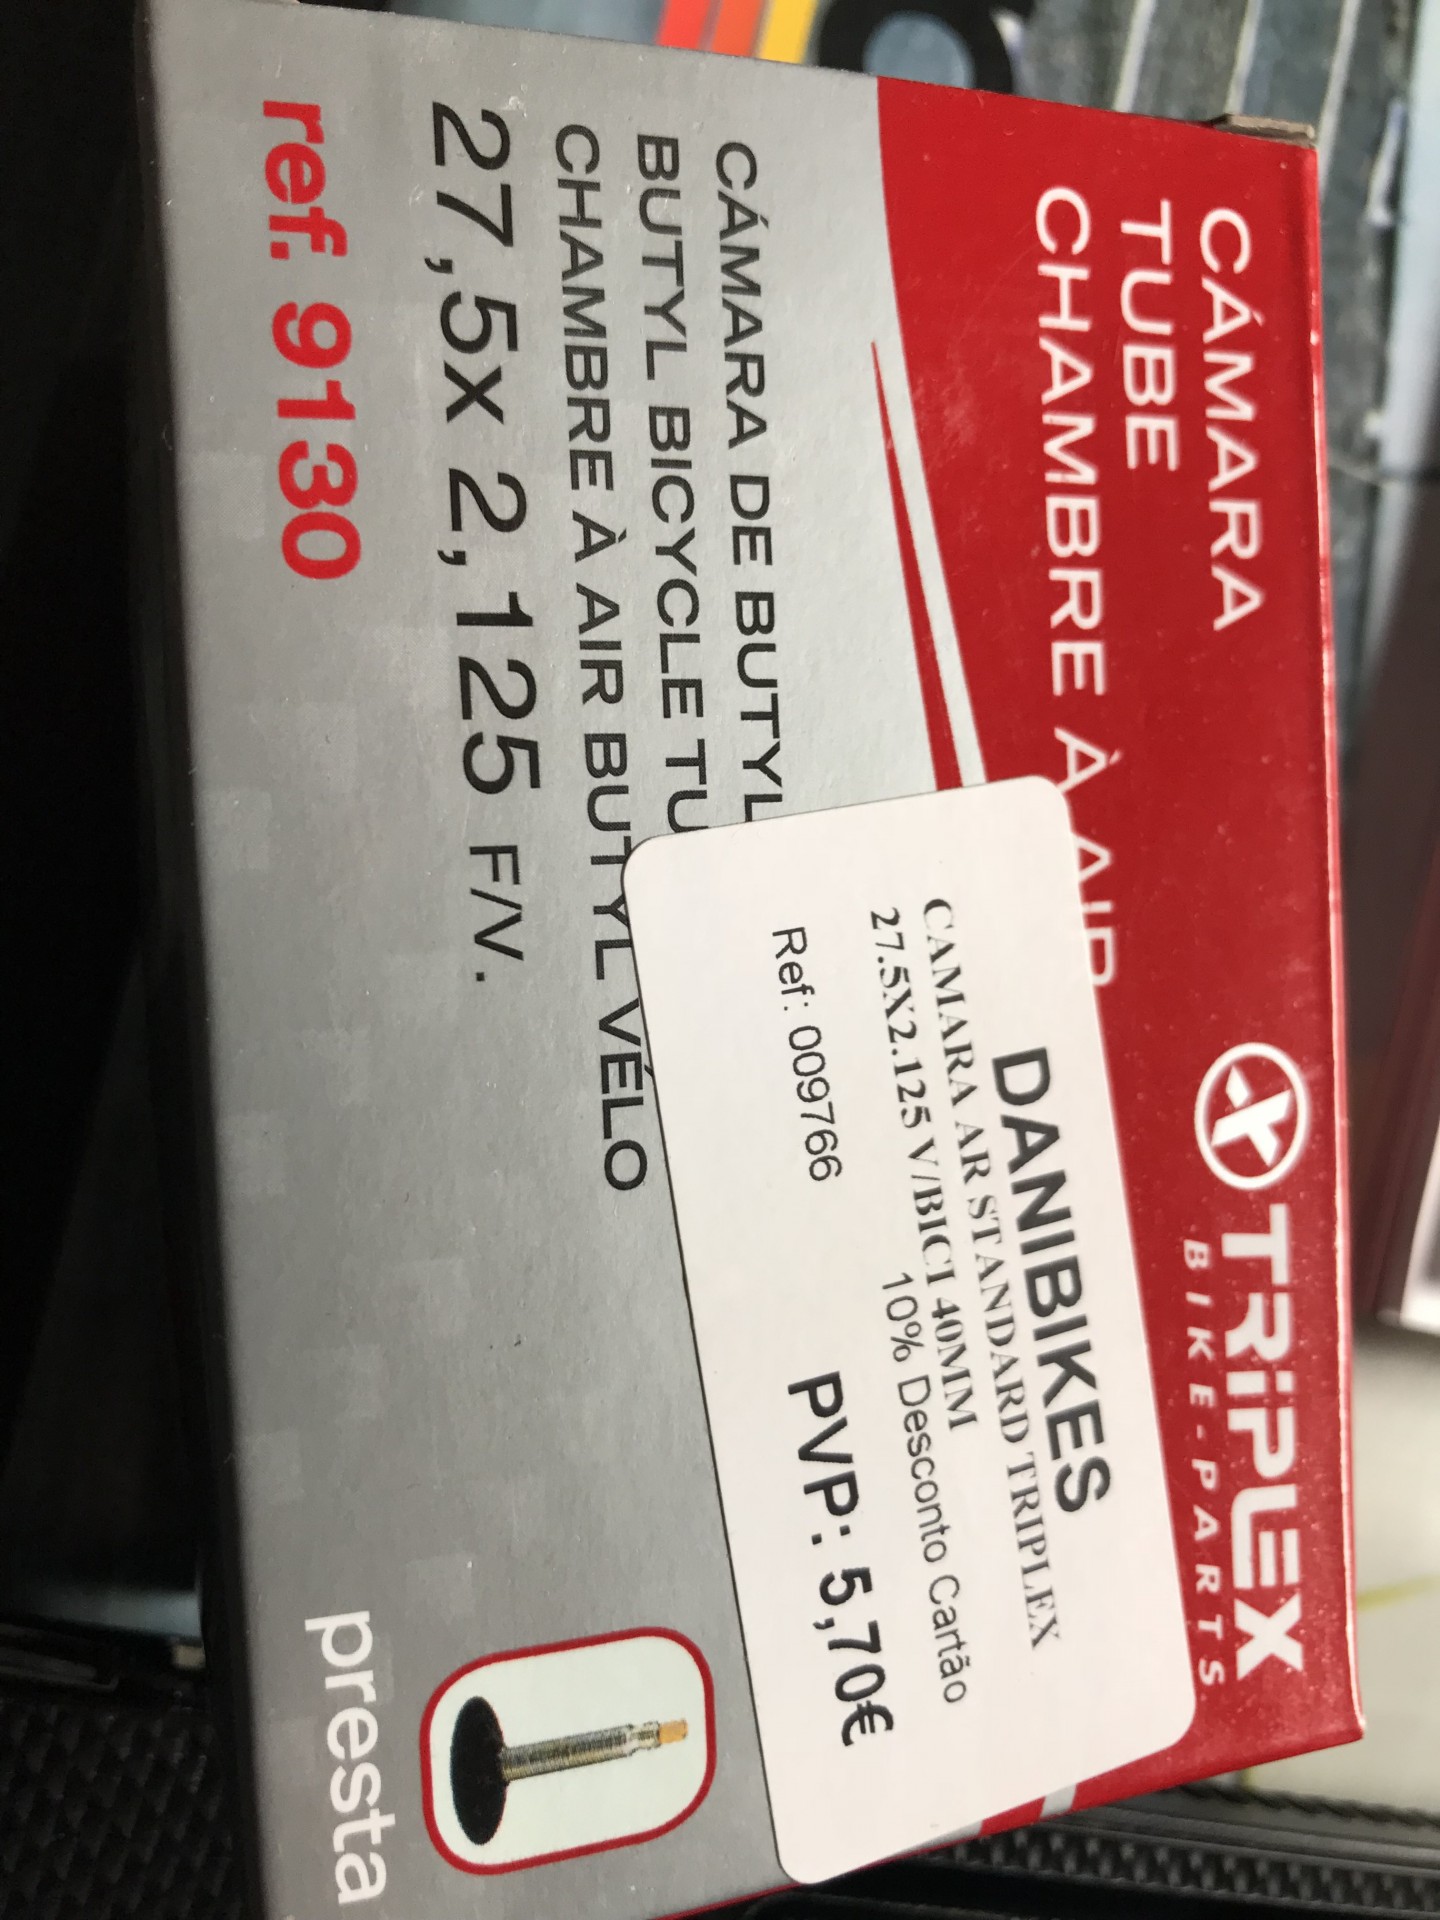 CÁMARA
TUBE
CHAMBRE À AIR
TRiPLEX
BIKE-PARTS
CÁMARA DE BUTYL
BUTYL BICYCLE TU
CHAMBRE À AIR BUTYL VÉLO
27,5x 2,125 F/V.
ref. 9130
DANIBIKES
CAMARA AR STANDARD TRIPLEX
27.5X2.125 V/BICI 40MM
10% Desconto Cartão
Ref: 009766
PVP: 5,70€
presta